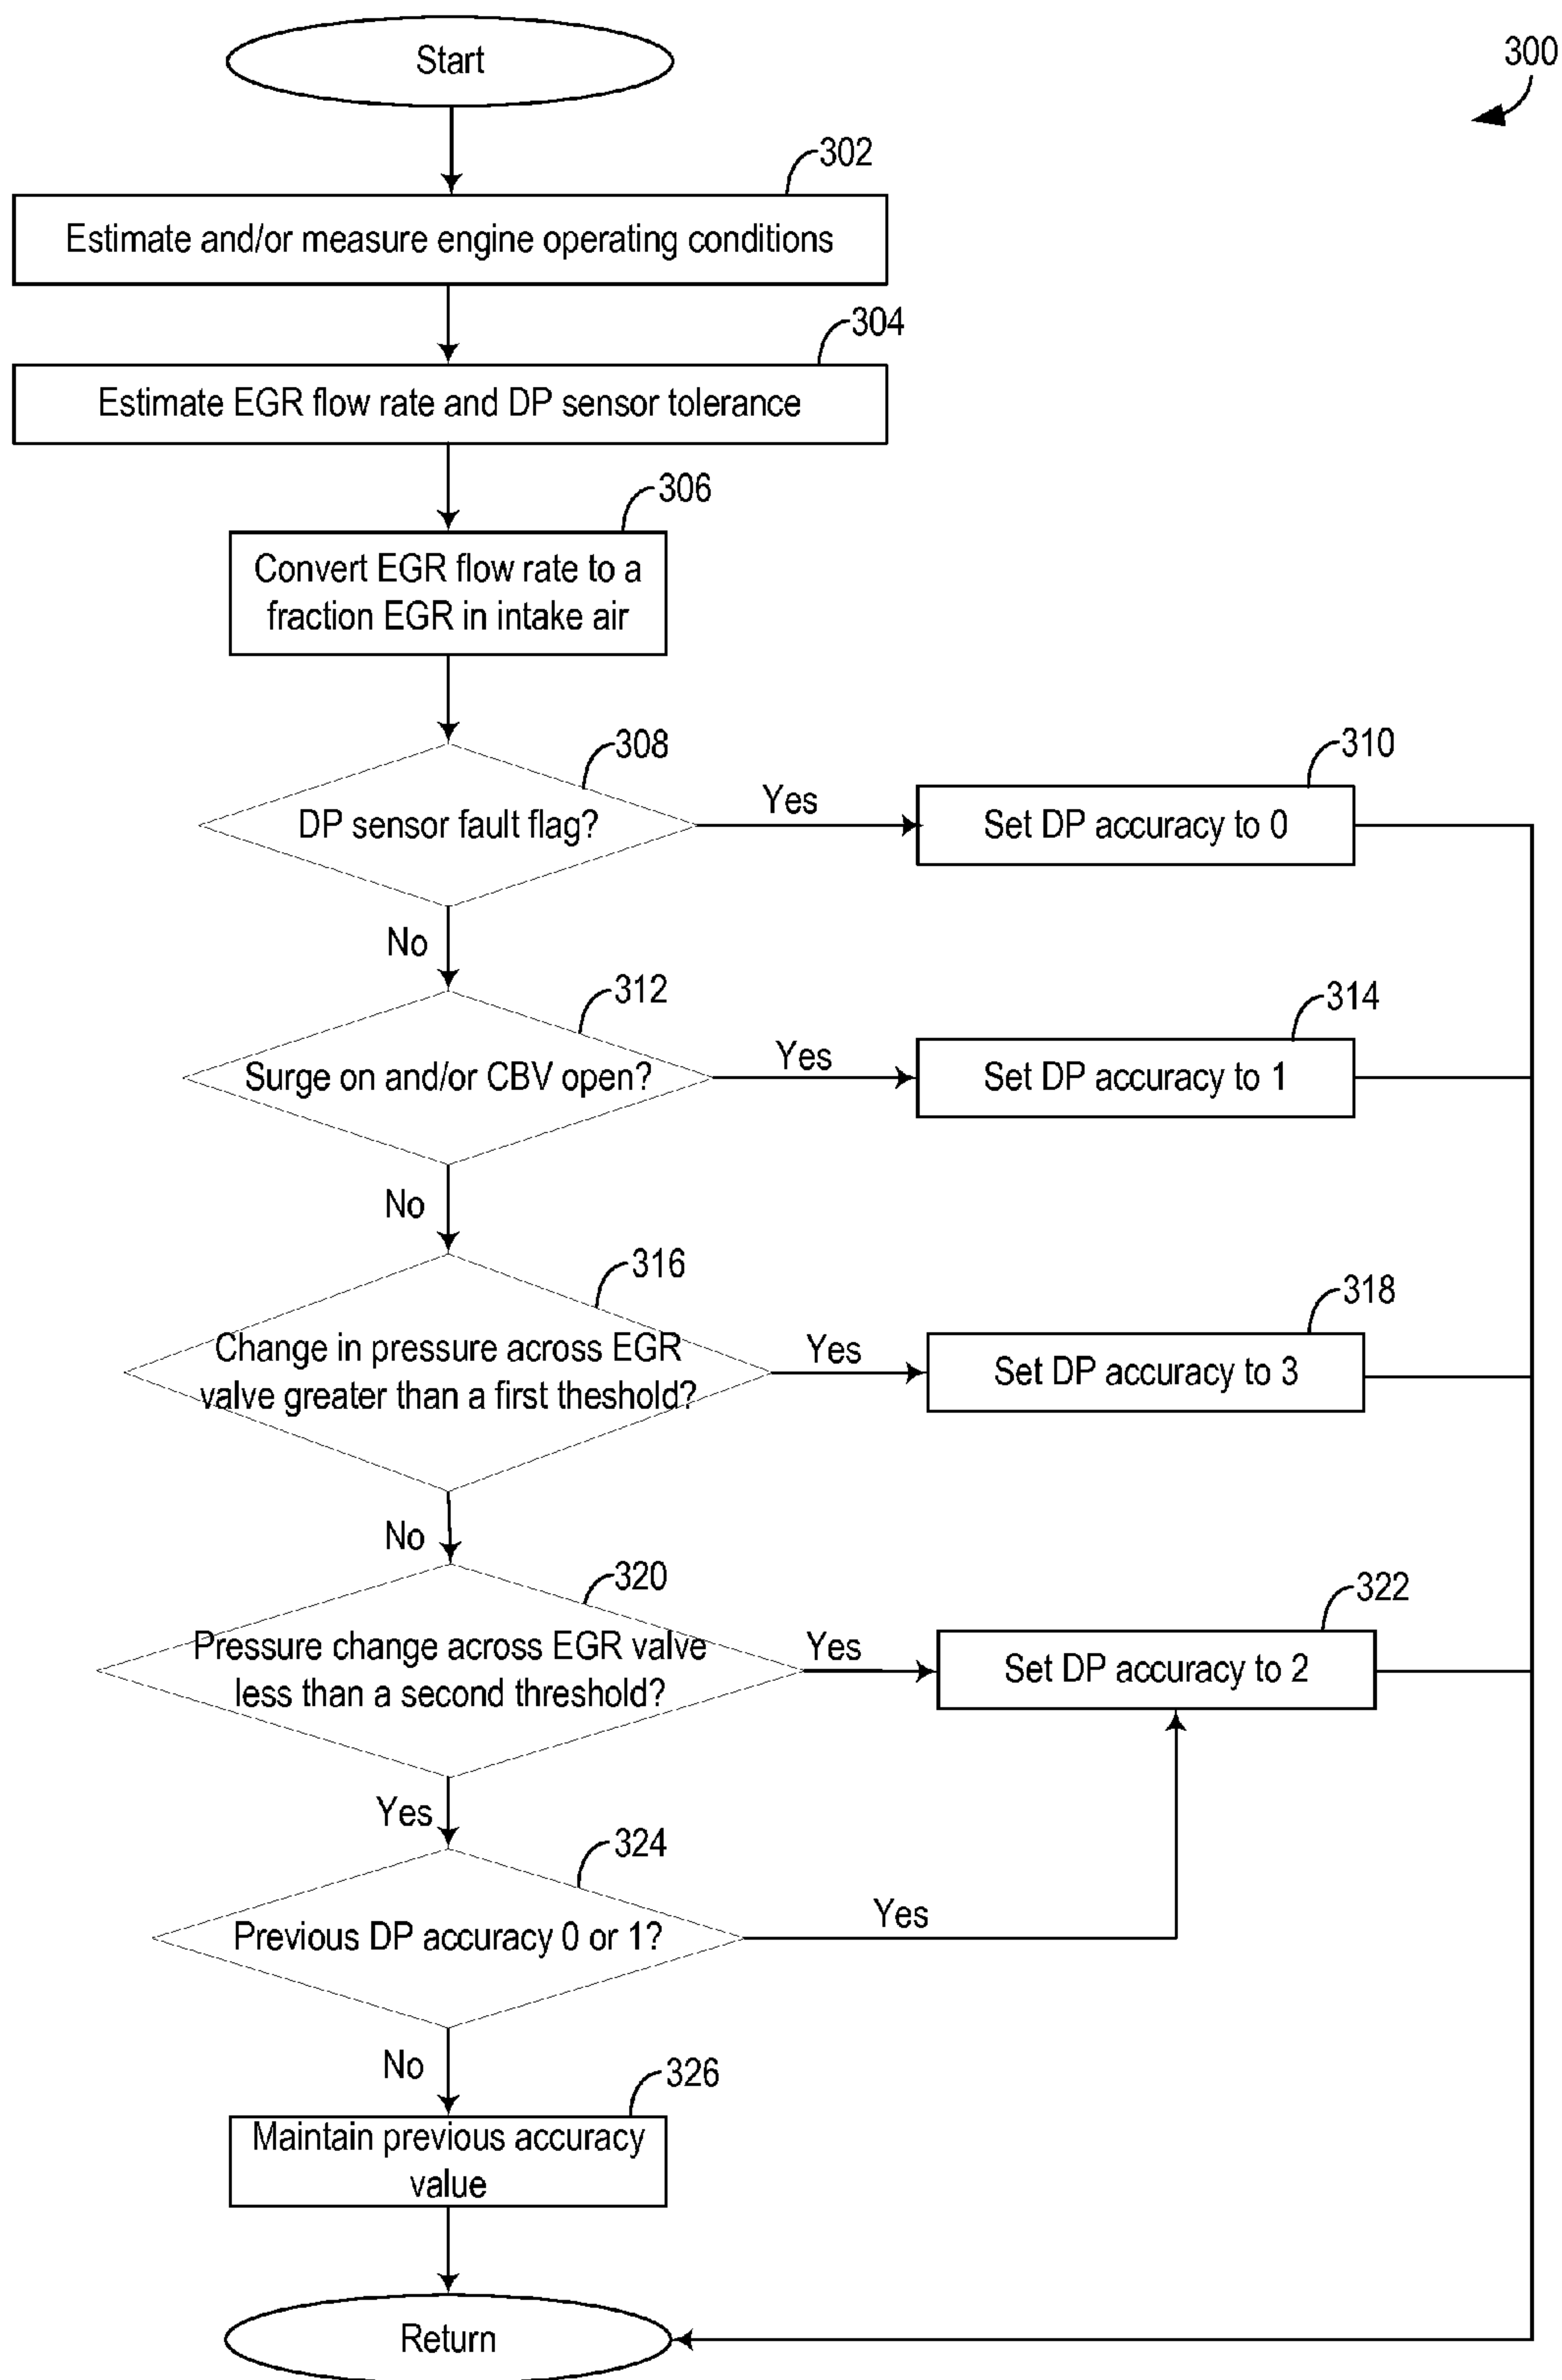 Start
300
302
Estimate and/or measure engine operating conditions
304
Estimate EGR flow rate and DP sensor tolerance
306
Convert EGR flow rate to a
fraction EGR in intake air
308
DP sensor fault flag?
Yes
310
Set DP accuracy to 0
No
312
Surge on and/or CBV open?
Yes
314
Set DP accuracy to 1
No
316
Change in pressure across EGR
valve greater than a first theshold?
Yes
318
Set DP accuracy to 3
No
320
Pressure change across EGR valve
less than a second threshold?
Yes
322
Set DP accuracy to 2
Yes
324
Previous DP accuracy 0 or 1?
Yes
No
326
Maintain previous accuracy
value
Return